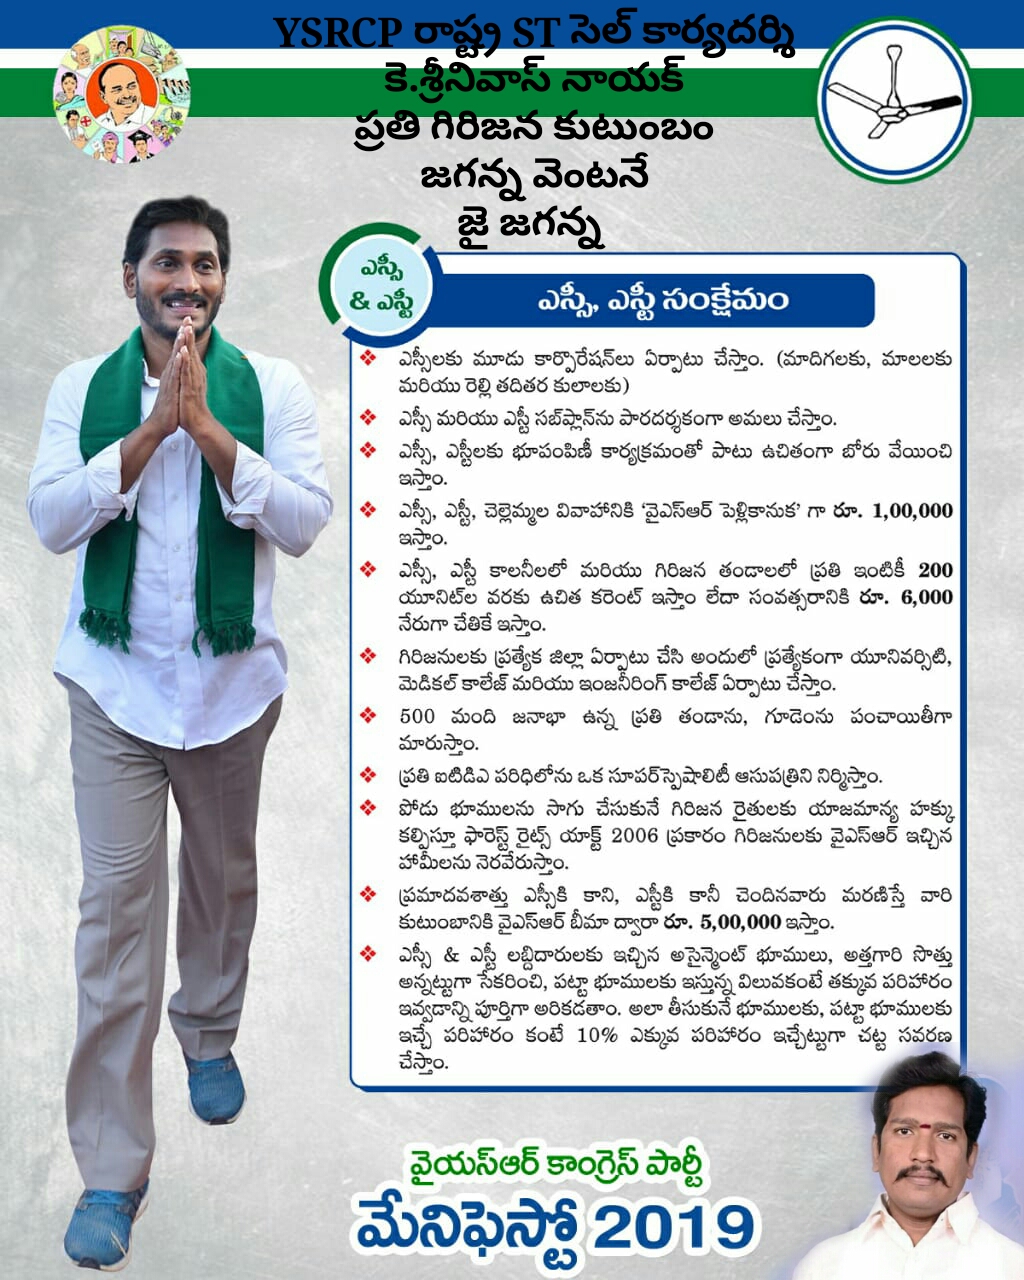 YSRCP రాష్ట్ర ST సెల్ కార్యదర్శి
కె.శ్రీనివాస్ నాయక్
ప్రతి గిరిజన కుటుంబం
జగన్న వెంటనే
జై జగన్న
ఎస్సీ
& ఎస్టీ
ఎస్సీ, ఎస్టీ సంక్షేమం
❖ ఎస్సీలకు మూడు కార్పొరేషన్‌లు ఏర్పాటు చేస్తాం. (మాదిగలకు, మాలలకు
మరియు రెల్లి తదితర కులాలకు)
❖ ఎస్సీ మరియు ఎస్టీ సబ్‌ప్లాన్‌ను పారదర్శకంగా అమలు చేస్తాం.
❖ ఎస్సీ, ఎస్టీలకు భూపంపిణీ కార్యక్రమంతో పాటు ఉచితంగా బోరు వేయించి
ఇస్తాం.
❖ ఎస్సీ, ఎస్టీ, చెల్లెమ్మల వివాహానికి ‘వైఎస్ఆర్ పెళ్లికానుక’ గా రూ. 1,00,000
ఇస్తాం.
❖ ఎస్సీ, ఎస్టీ కాలనీలలో మరియు గిరిజన తండాలలో ప్రతి ఇంటికీ 200
యూనిట్‌ల వరకు ఉచిత కరెంట్ ఇస్తాం లేదా సంవత్సరానికి రూ. 6,000
నేరుగా చేతికే ఇస్తాం.
❖ గిరిజనులకు ప్రత్యేక జిల్లా ఏర్పాటు చేసి అందులో ప్రత్యేకంగా యూనివర్సిటి,
మెడికల్ కాలేజ్ మరియు ఇంజనీరింగ్ కాలేజ్ ఏర్పాటు చేస్తాం.
❖ 500 మంది జనాభా ఉన్న ప్రతి తండాను, గూడెంను పంచాయితీగా
మారుస్తాం.
❖ ప్రతి ఐటిడిఎ పరిధిలోను ఒక సూపర్‌స్పెషాలిటీ ఆసుపత్రిని నిర్మిస్తాం.
❖ పోడు భూములను సాగు చేసుకునే గిరిజన రైతులకు యాజమాన్య హక్కు
కల్పిస్తూ ఫారెస్ట్ రైట్స్ యాక్ట్ 2006 ప్రకారం గిరిజనులకు వైఎస్ఆర్ ఇచ్చిన
హామీలను నెరవేరుస్తాం.
❖ ప్రమాదవశాత్తు ఎస్సీకి కాని, ఎస్టీకి కానీ చెందినవారు మరణిస్తే వారి
కుటుంబానికి వైఎస్ఆర్ బీమా ద్వారా రూ. 5,00,000 ఇస్తాం.
❖ ఎస్సీ & ఎస్టీ లబ్దిదారులకు ఇచ్చిన అసైన్మెంట్ భూములు, అత్తగారి సొత్తు
అన్నట్టుగా సేకరించి, పట్టా భూములకు ఇస్తున్న విలువకంటే తక్కువ పరిహారం
ఇవ్వడాన్ని పూర్తిగా అరికడతాం. అలా తీసుకునే భూములకు, పట్టా భూములకు
ఇచ్చే పరిహారం కంటే 10% ఎక్కువ పరిహారం ఇచ్చేట్టుగా చట్ట సవరణ
చేస్తాం.
వైయస్ఆర్ కాంగ్రెస్ పార్టీ
మేనిఫెస్టో 2019